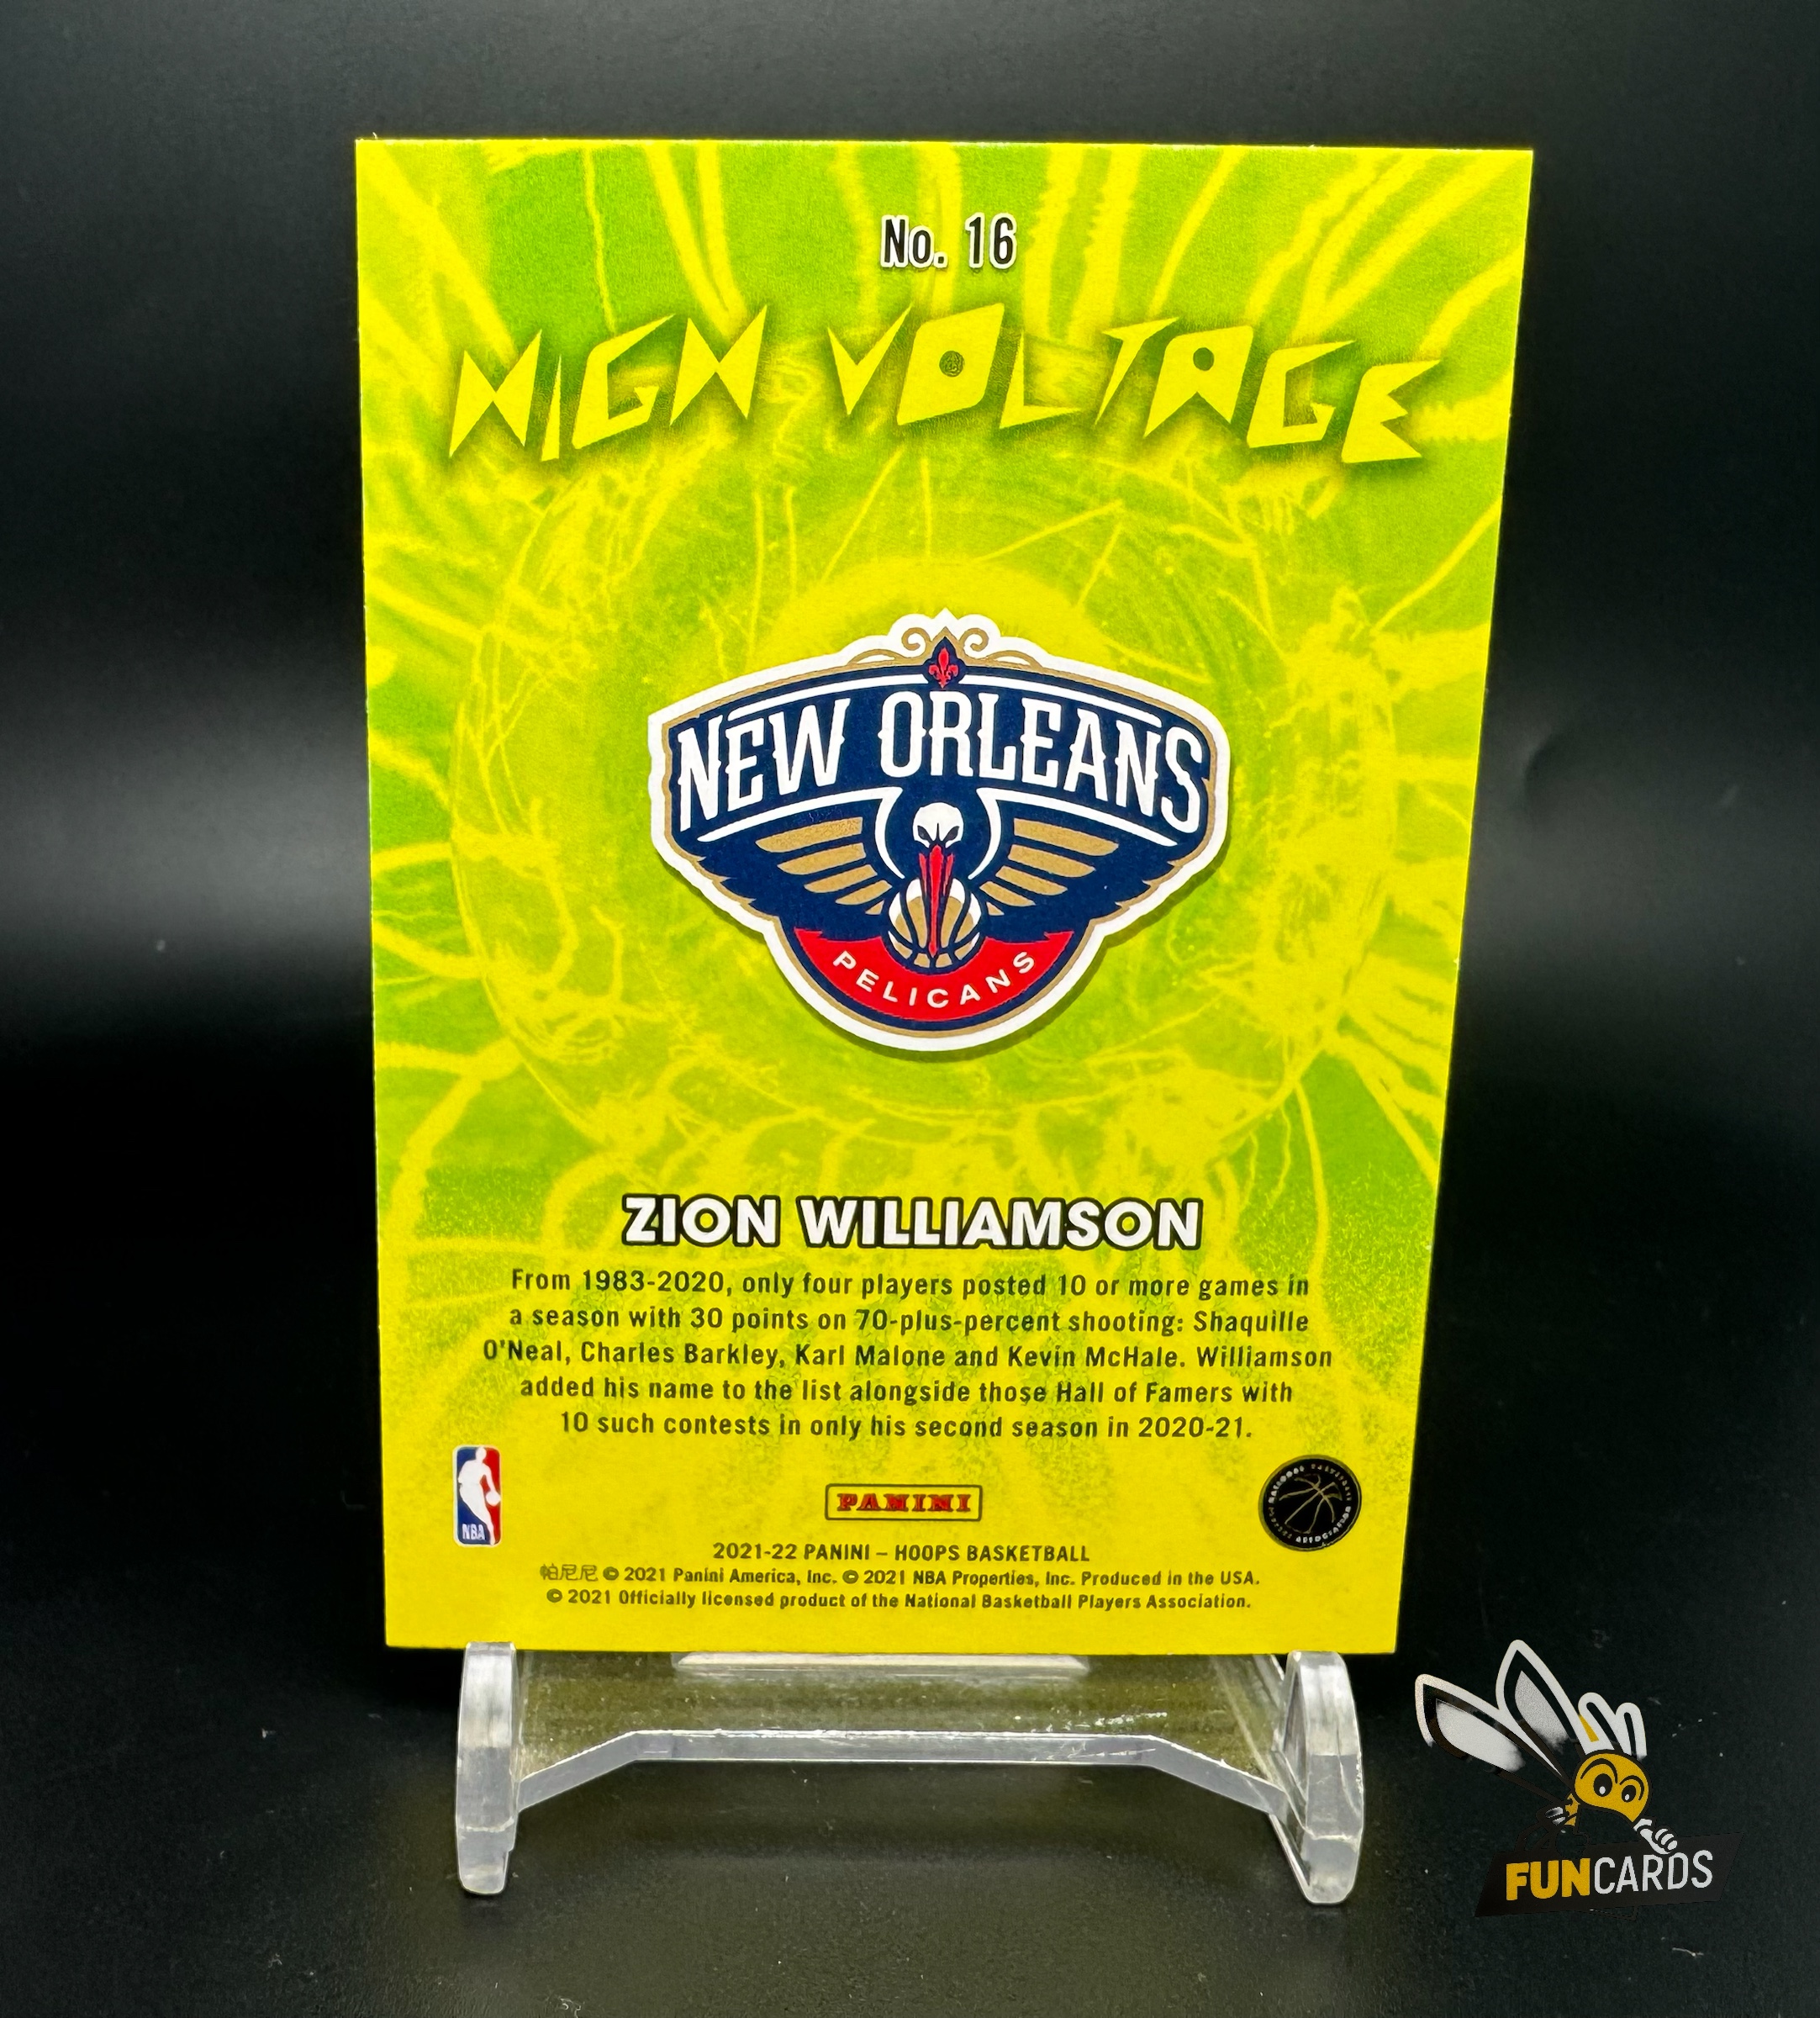 No. 16
HIGH VOLTAGE
NEW ORLEANS
PELICANS
ZION WILLIAMSON
From 1983-2020, only four players posted 10 or more games in
a season with 30 points on 70-plus-percent shooting: Shaquille
O'Neal, Charles Barkley, Karl Malone and Kevin McHale. Williamson
added his name to the list alongside those Hall of Famers with
10 such contests in only his second season in 2020-21.
NBA
PANINI
2021-22 PANINI – HOOPS BASKETBALL
帕尼尼 © 2021 Panini America, Inc. © 2021 NBA Properties, Inc. Produced in the USA.
© 2021 Officially licensed product of the National Basketball Players Association.
FUNCARDS